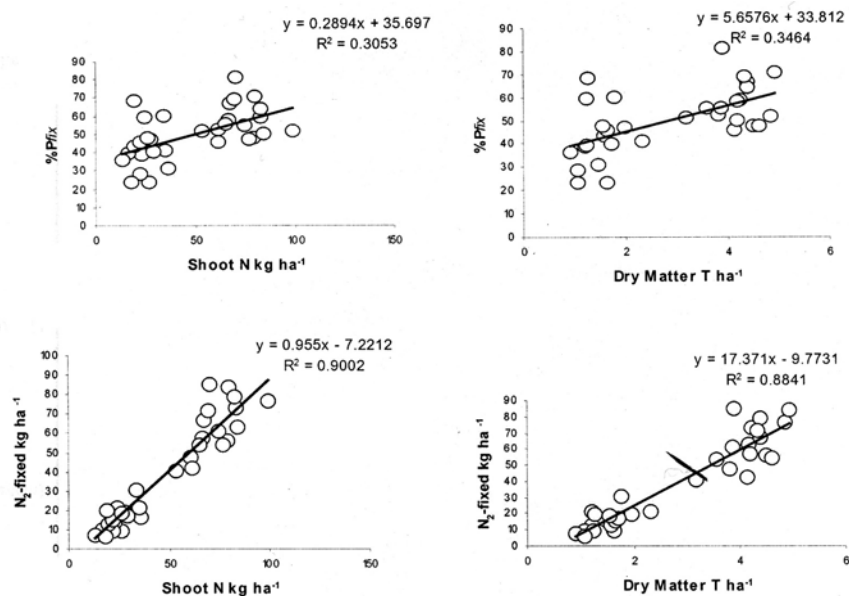 y = 0.2894x + 35.697
R² = 0.3053
90
80
70
60
50
40
30
20
10
0
%Pfix
0 50 100 150
Shoot N kg ha⁻¹
y = 5.6576x + 33.812
R² = 0.3464
90
80
70
60
50
40
30
20
10
0
%Pfix
0 2 4 6
Dry Matter T ha⁻¹
y = 0.955x - 7.2212
R² = 0.9002
100
90
80
70
60
50
40
30
20
10
0
N₂-fixed kg ha⁻¹
0 50 100 150
Shoot N kg ha⁻¹
y = 17.371x - 9.7731
R² = 0.8841
100
90
80
70
60
50
40
30
20
10
0
N₂-fixed kg ha⁻¹
0 2 4 6
Dry Matter T ha⁻¹